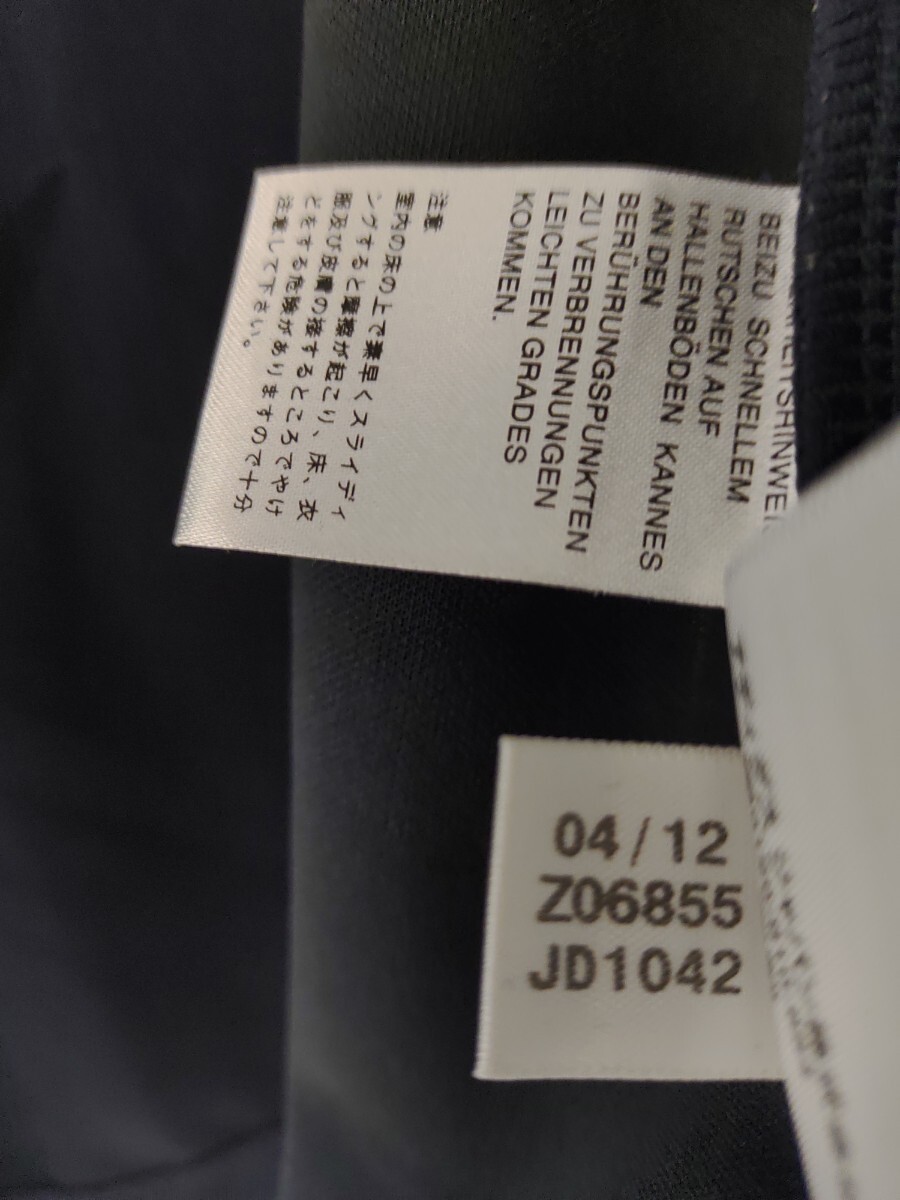 BEIZU SCHNELLEM
RUTSCHEN AUF
HALLENBÖDEN KANNES
AN DEN
BERÜHRUNGSPUNKTEN
ZU VERBRENNUNGEN
LEICHTEN GRADES
KOMMEN.
注意
室内の床の上で素早くスライディ
ングすると摩擦が起こり、床、衣
服及び皮膚の接するところでやけ
どをする危険がありますので十分
注意して下さい。
04/12
Z06855
JD1042